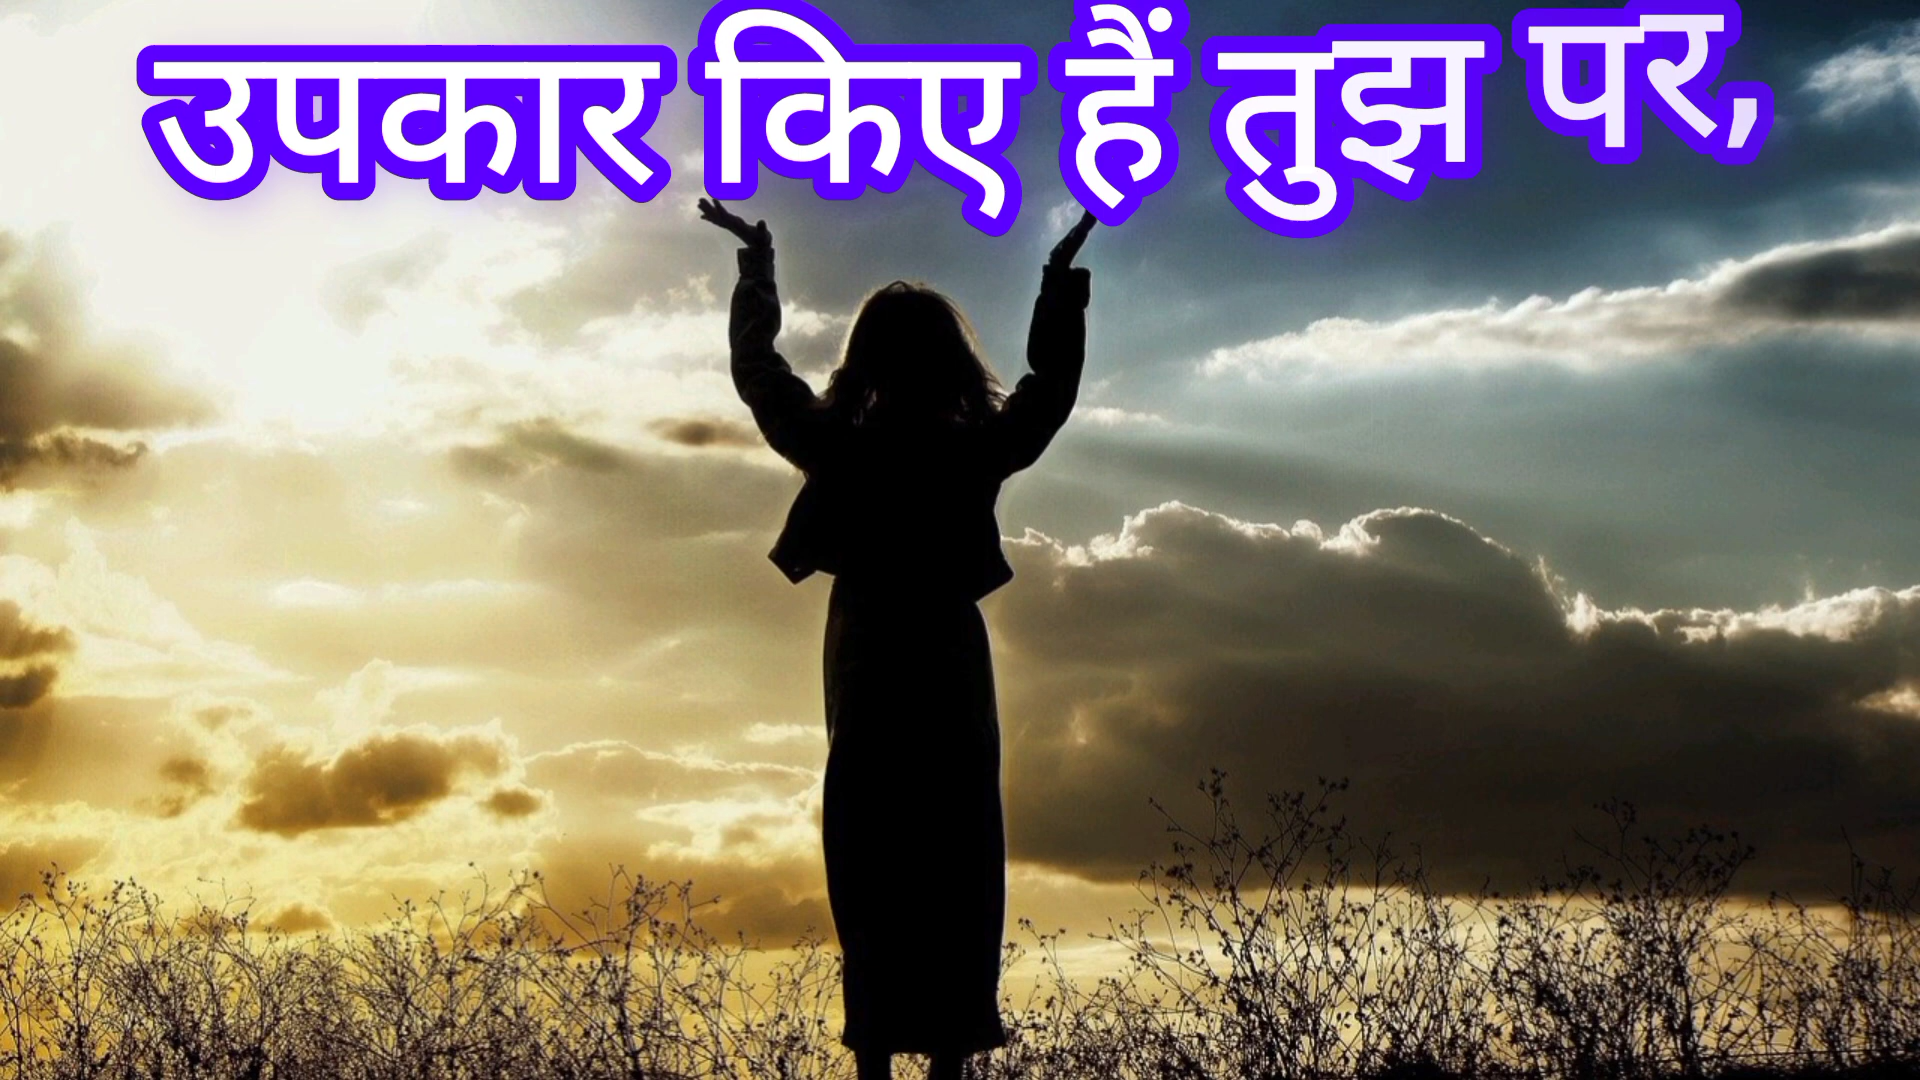 उपकार किए हैं तुझ पर,